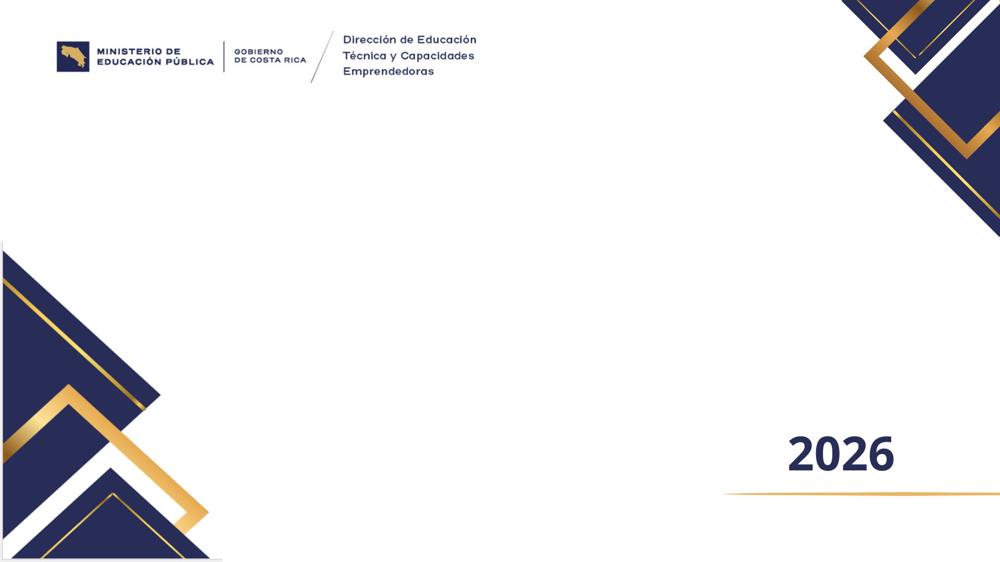 MINISTERIO DE
EDUCACIÓN PÚBLICA
GOBIERNO
DE COSTA RICA
Dirección de Educación
Técnica y Capacidades
Emprendedoras
2026